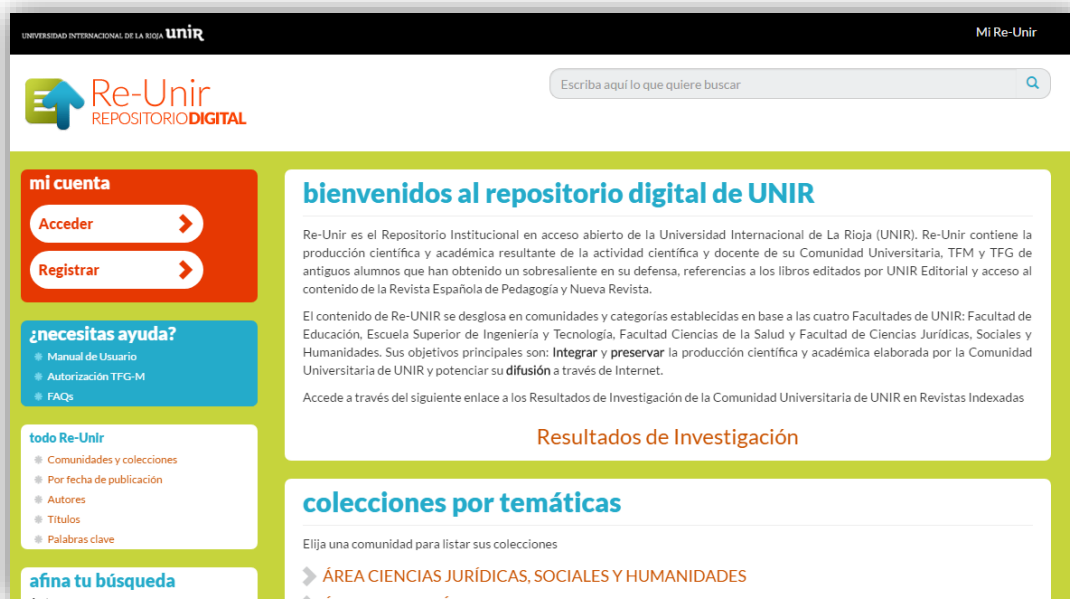 UNIVERSIDAD INTERNACIONAL DE LA RIOJA unir
Mi Re-Unir
Re-Unir
REPOSITORIO DIGITAL
Escriba aquí lo que quiere buscar
mi cuenta
Acceder
Registrar
¿necesitas ayuda?
Manual de Usuario
Autorización TFG-M
FAQs
todo Re-Unir
Comunidades y colecciones
Por fecha de publicación
Autores
Títulos
Palabras clave
afina tu búsqueda
bienvenidos al repositorio digital de UNIR
Re-Unir es el Repositorio Institucional en acceso abierto de la Universidad Internacional de La Rioja (UNIR). Re-Unir contiene la
producción científica y académica resultante de la actividad científica y docente de su Comunidad Universitaria, TFM y TFG de
antiguos alumnos que han obtenido un sobresaliente en su defensa, referencias a los libros editados por UNIR Editorial y acceso al
contenido de la Revista Española de Pedagogía y Nueva Revista.
El contenido de Re-UNIR se desglosa en comunidades y categorías establecidas en base a las cuatro Facultades de UNIR: Facultad de
Educación, Escuela Superior de Ingeniería y Tecnología, Facultad Ciencias de la Salud y Facultad de Ciencias Jurídicas, Sociales y
Humanidades. Sus objetivos principales son: Integrar y preservar la producción científica y académica elaborada por la Comunidad
Universitaria de UNIR y potenciar su difusión a través de Internet.
Accede a través del siguiente enlace a los Resultados de Investigación de la Comunidad Universitaria de UNIR en Revistas Indexadas
Resultados de Investigación
colecciones por temáticas
Elija una comunidad para listar sus colecciones
ÁREA CIENCIAS JURÍDICAS, SOCIALES Y HUMANIDADES